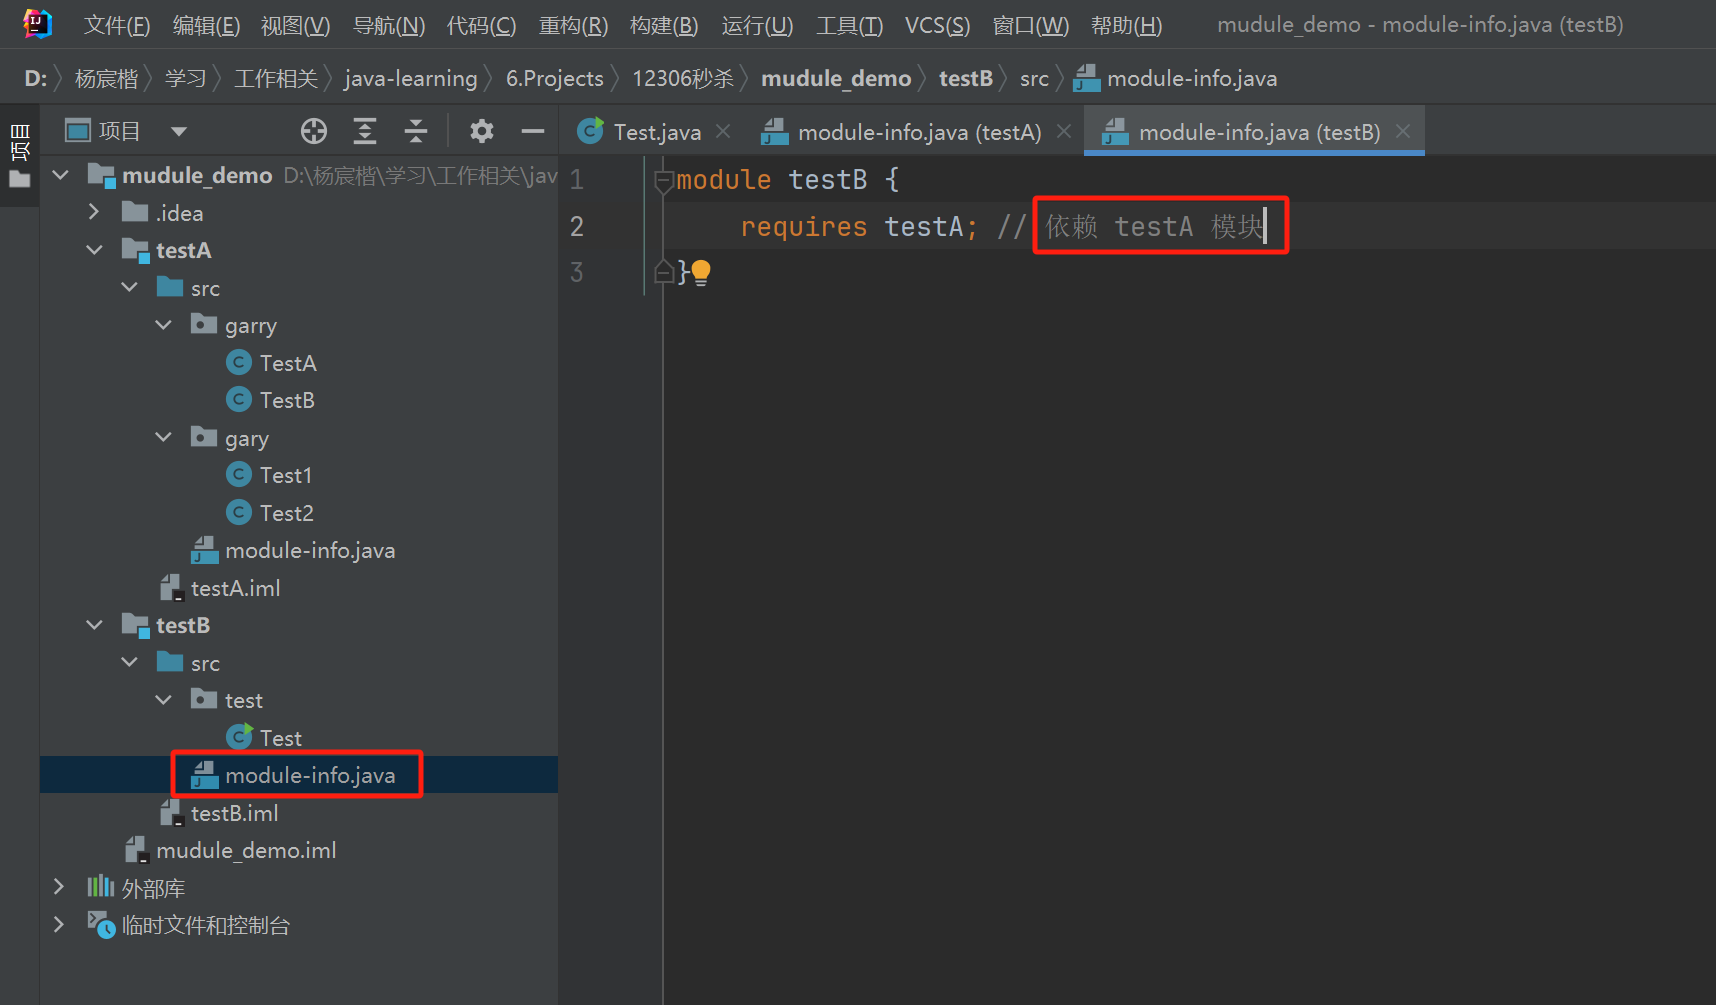 文件(F) 编辑(E) 视图(V) 导航(N) 代码(C) 重构(R) 构建(B) 运行(U) 工具(T) VCS(S) 窗口(W) 帮助(H) mudule_demo - module-info.java (testB)
D: 杨宸楷 学习 工作相关 java-learning 6.Projects 12306秒杀 mudule_demo testB src module-info.java
项目
项目
Test.java module-info.java (testA) module-info.java (testB)
mudule_demo D:\杨宸楷\学习\工作相关\jav
.idea
testA
src
garry
TestA
TestB
gary
Test1
Test2
module-info.java
testA.iml
testB
src
test
Test
module-info.java
testB.iml
mudule_demo.iml
外部库
临时文件和控制台
1 module testB {
2 requires testA; // 依赖 testA 模块
3 }